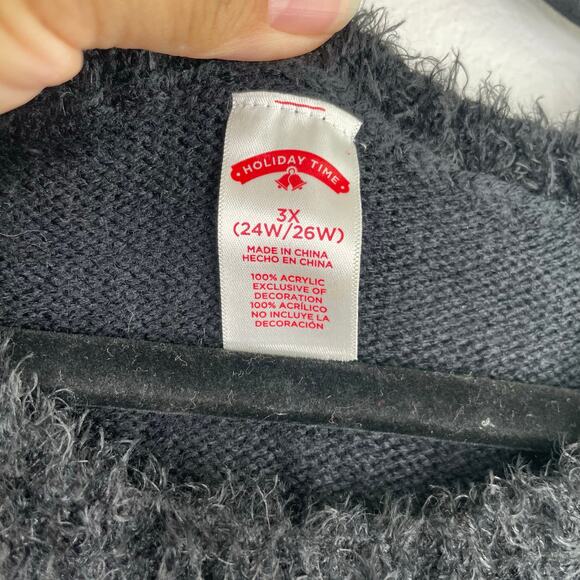 HOLIDAY TIME
3X
(24W/26W)
MADE IN CHINA
HECHO EN CHINA
100% ACRYLIC
EXCLUSIVE OF
DECORATION
100% ACRÍLICO
NO INCLUYE LA
DECORACIÓN